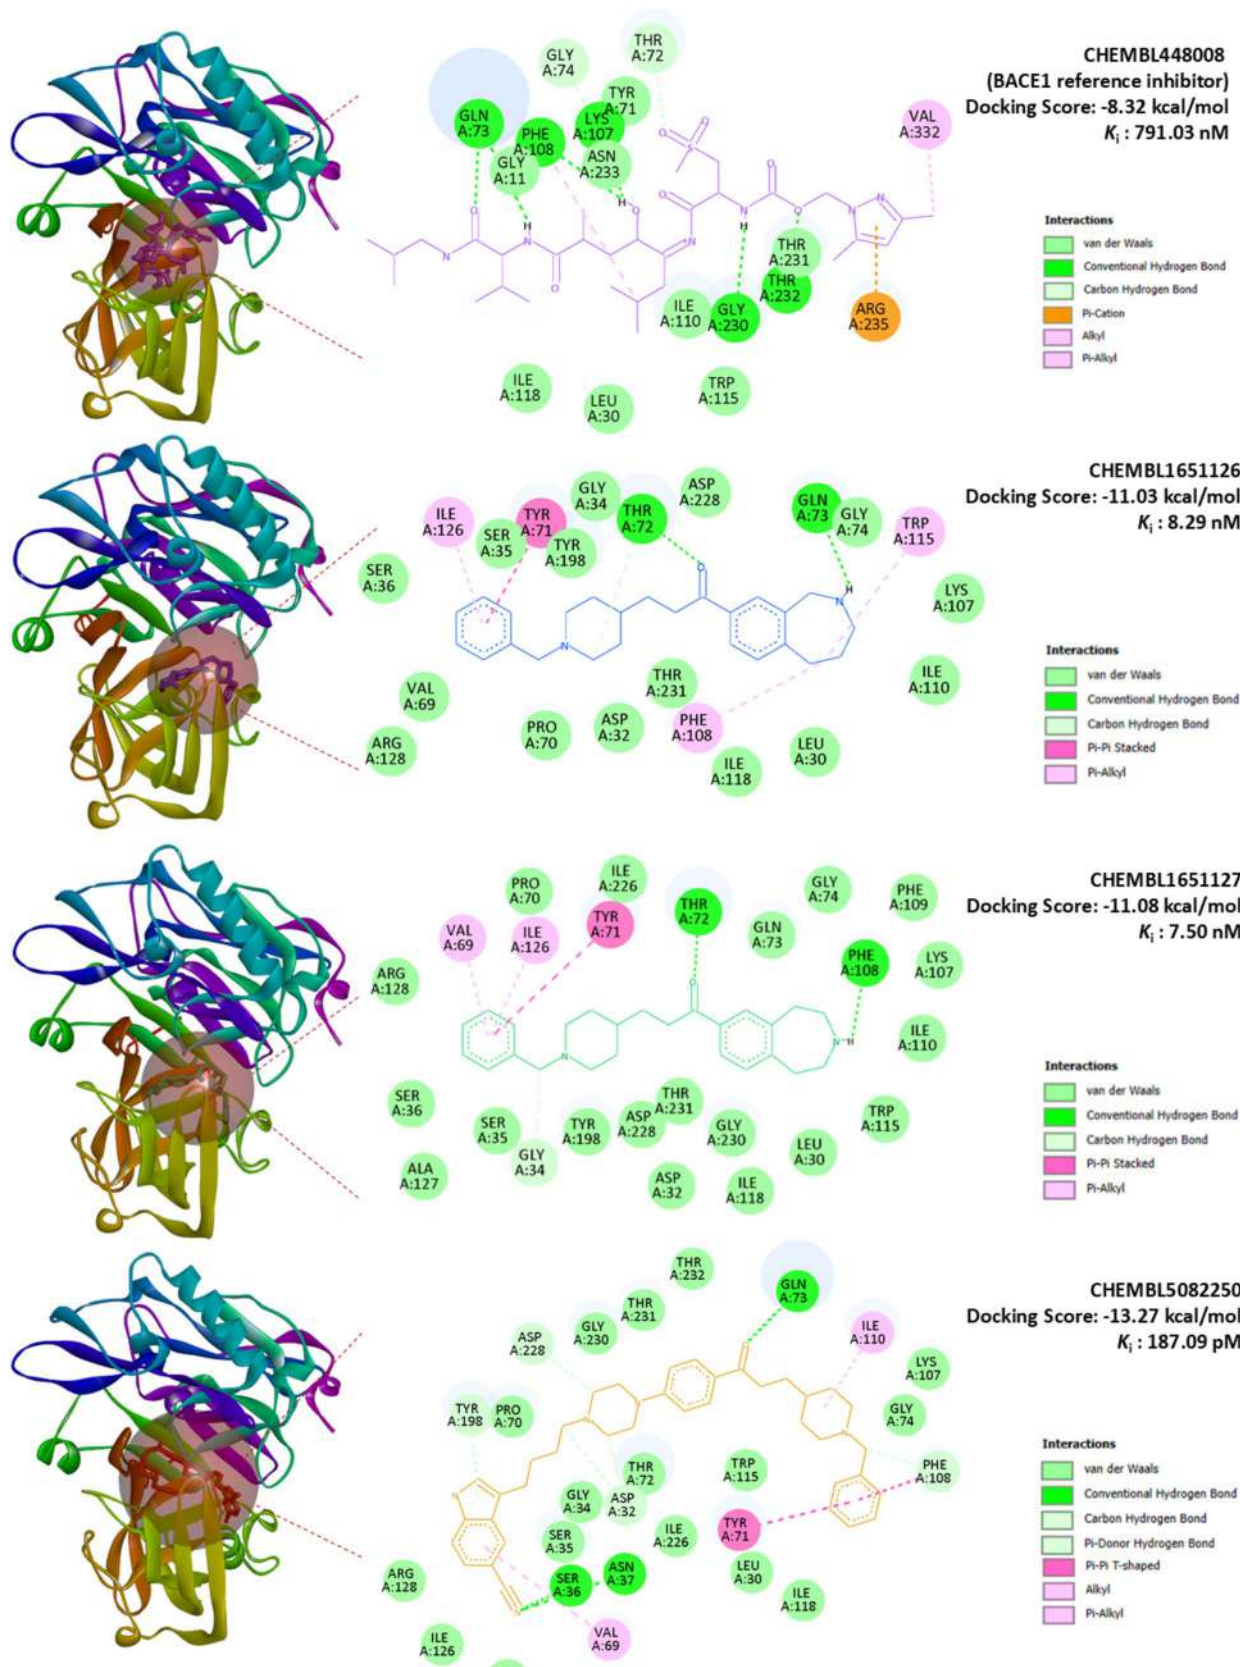 CHEMBL448008
(BACE1 reference inhibitor)
Docking Score: -8.32 kcal/mol
Ki : 791.03 nM
THR
A:72
GLY
A:74
TYR
A:71
GLN
A:73
PHE
A:108
LYS
A:107
VAL
A:332
GLY
A:11
ASN
A:233
H
O
O
S
O
O
O
H
N
N
H
O
O
N
N
O
N
H
O
N
THR
A:231
THR
A:232
ILE
A:110
GLY
A:230
ARG
A:235
ILE
A:118
LEU
A:30
TRP
A:115
Interactions
van der Waals
Conventional Hydrogen Bond
Carbon Hydrogen Bond
Pi-Cation
Alkyl
Pi-Alkyl
CHEMBL1651126
Docking Score: -11.03 kcal/mol
Ki : 8.29 nM
ILE
A:126
SER
A:35
TYR
A:71
TYR
A:198
GLY
A:34
THR
A:72
ASP
A:228
GLN
A:73
GLY
A:74
TRP
A:115
SER
A:36
LYS
A:107
O
N
H
N
VAL
A:69
ARG
A:128
PRO
A:70
ASP
A:32
THR
A:231
PHE
A:108
ILE
A:118
LEU
A:30
ILE
A:110
Interactions
van der Waals
Conventional Hydrogen Bond
Carbon Hydrogen Bond
Pi-Pi Stacked
Pi-Alkyl
CHEMBL1651127
Docking Score: -11.08 kcal/mol
Ki : 7.50 nM
PRO
A:70
ILE
A:226
VAL
A:69
ILE
A:126
TYR
A:71
THR
A:72
GLN
A:73
GLY
A:74
PHE
A:109
PHE
A:108
LYS
A:107
ARG
A:128
O
N
N
H
ILE
A:110
SER
A:36
SER
A:35
ALA
A:127
GLY
A:34
TYR
A:198
ASP
A:228
THR
A:231
ASP
A:32
GLY
A:230
ILE
A:118
LEU
A:30
TRP
A:115
Interactions
van der Waals
Conventional Hydrogen Bond
Carbon Hydrogen Bond
Pi-Pi Stacked
Pi-Alkyl
CHEMBL5082250
Docking Score: -13.27 kcal/mol
Ki : 187.09 pM
THR
A:232
GLN
A:73
THR
A:231
GLY
A:230
ASP
A:228
ILE
A:110
LYS
A:107
TYR
A:198
PRO
A:70
GLY
A:74
THR
A:72
TRP
A:115
PHE
A:108
GLY
A:34
ASP
A:32
SER
A:35
ILE
A:226
TYR
A:71
LEU
A:30
ILE
A:118
ARG
A:128
SER
A:36
ASN
A:37
VAL
A:69
ILE
A:126
Interactions
van der Waals
Conventional Hydrogen Bond
Carbon Hydrogen Bond
Pi-Donor Hydrogen Bond
Pi-Pi T-shaped
Alkyl
Pi-Alkyl